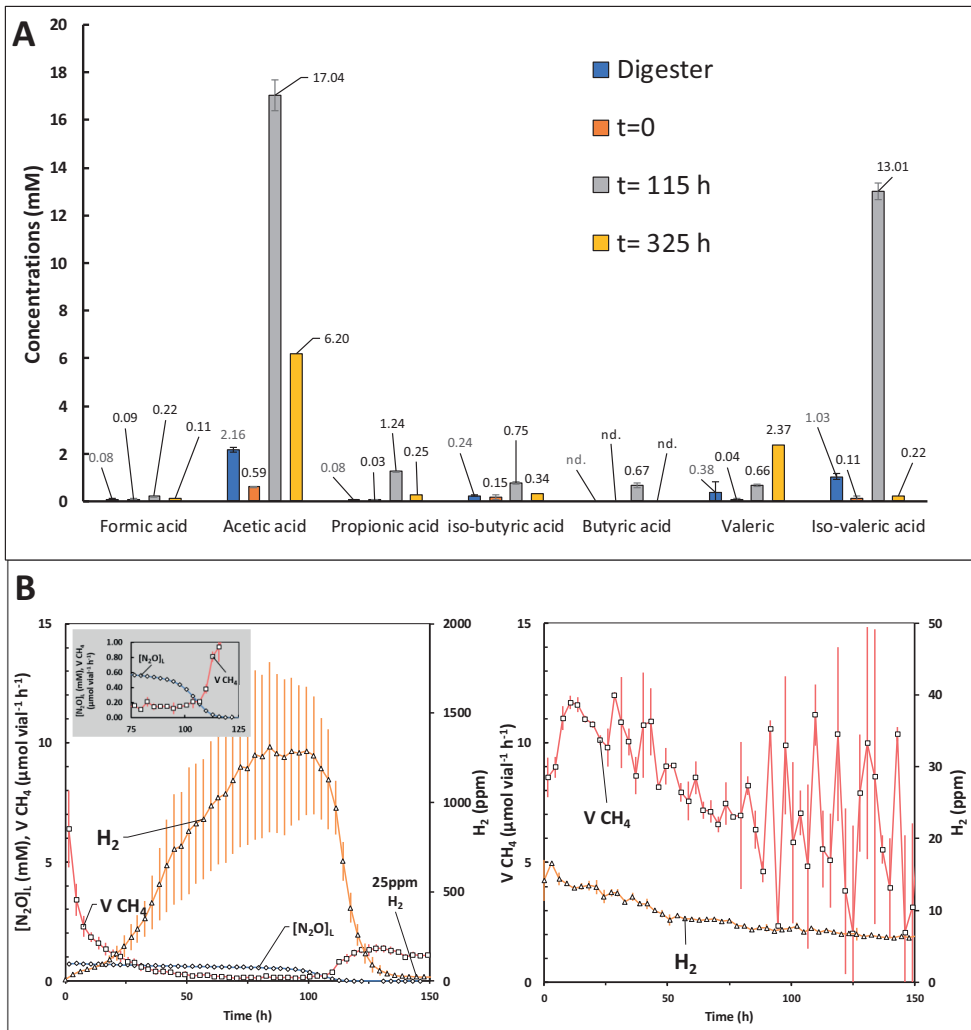 A
20
18
16
14
12
10
8
6
4
2
0
Concentrations (mM)
Digester
t=0
t= 115 h
t= 325 h
0.08
0.09
0.22
0.11
2.16
0.59
17.04
6.20
0.08
0.03
1.24
0.25
0.24
0.15
0.75
0.34
nd.
nd.
0.67
nd.
0.38
0.04
0.66
2.37
1.03
0.11
13.01
0.22
Formic acid
Acetic acid
Propionic acid
iso-butyric acid
Butyric acid
Valeric
Iso-valeric acid
B
15
10
5
0
[N₂O]L (mM), V CH₄ (µmol vial⁻¹ h⁻¹)
1.00
0.80
0.60
0.40
0.20
0.00
[N₂O]L (mM), V CH₄
(µmol vial⁻¹ h⁻¹)
[N₂O]L
V CH₄
75
100
125
H₂
V CH₄
[N₂O]L
25ppm
H₂
2000
1500
1000
500
0
H₂ (ppm)
0
50
100
150
Time (h)
15
10
5
0
V CH₄ (µmol vial⁻¹ h⁻¹)
V CH₄
H₂
50
40
30
20
10
0
H₂ (ppm)
0
50
100
150
Time (h)